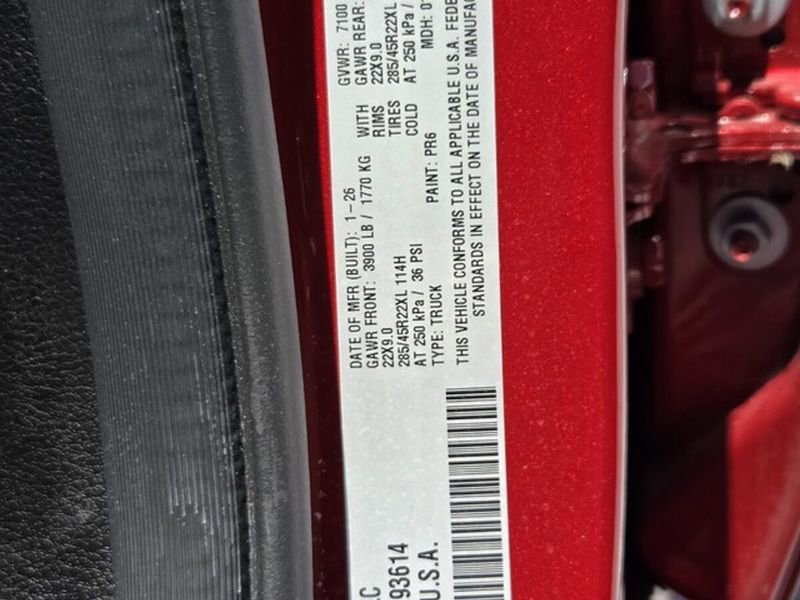 DATE OF MFR (BUILT): 1-26 GVWR: 7100
GAWR FRONT: 3900 LB / 1770 KG WITH GAWR REAR:
22X9.0 RIMS 22X9.0
285/45R22XL 114H TIRES 285/45R22XL
AT 250 kPa / 36 PSI COLD AT 250 kPa /
TYPE: TRUCK PAINT: PR6 MDH:
THIS VEHICLE CONFORMS TO ALL APPLICABLE U.S.A.
STANDARDS IN EFFECT ON THE DATE OF
93614
U.S.A.